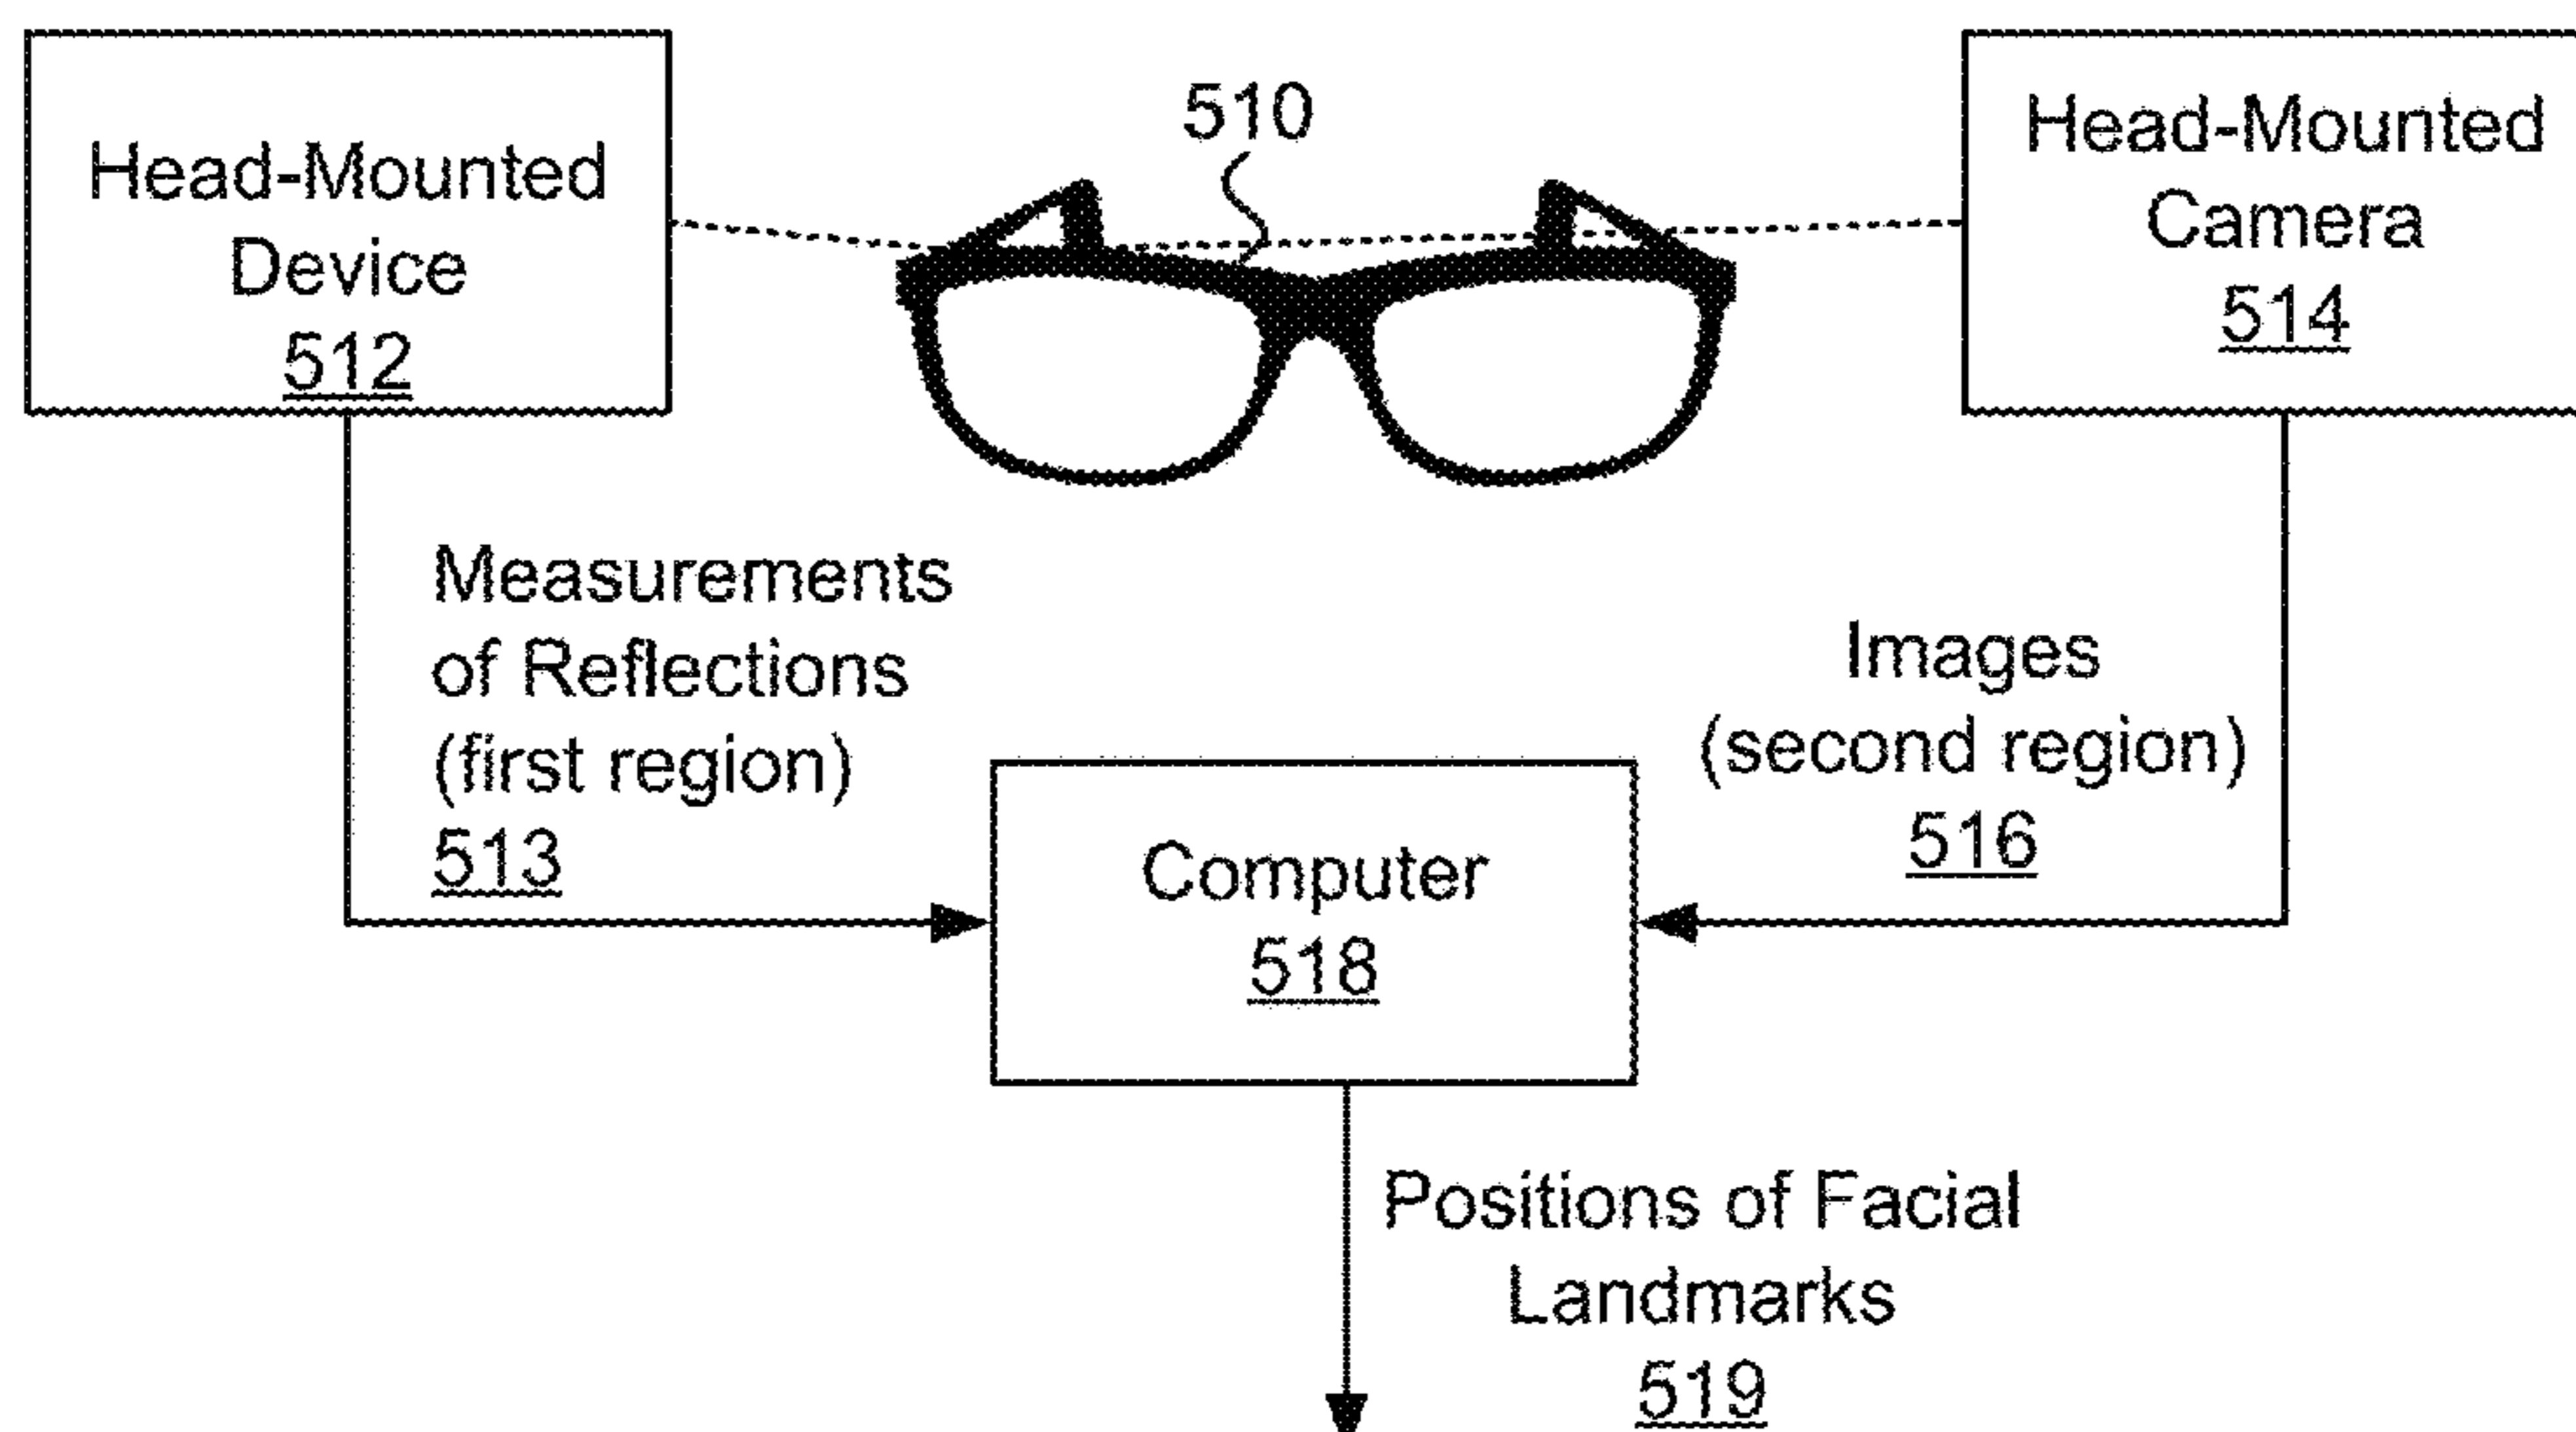 510
Head-Mounted
Device
512
Head-Mounted
Camera
514
Measurements
of Reflections
(first region)
513
Images
(second region)
516
Computer
518
Positions of Facial
Landmarks
519